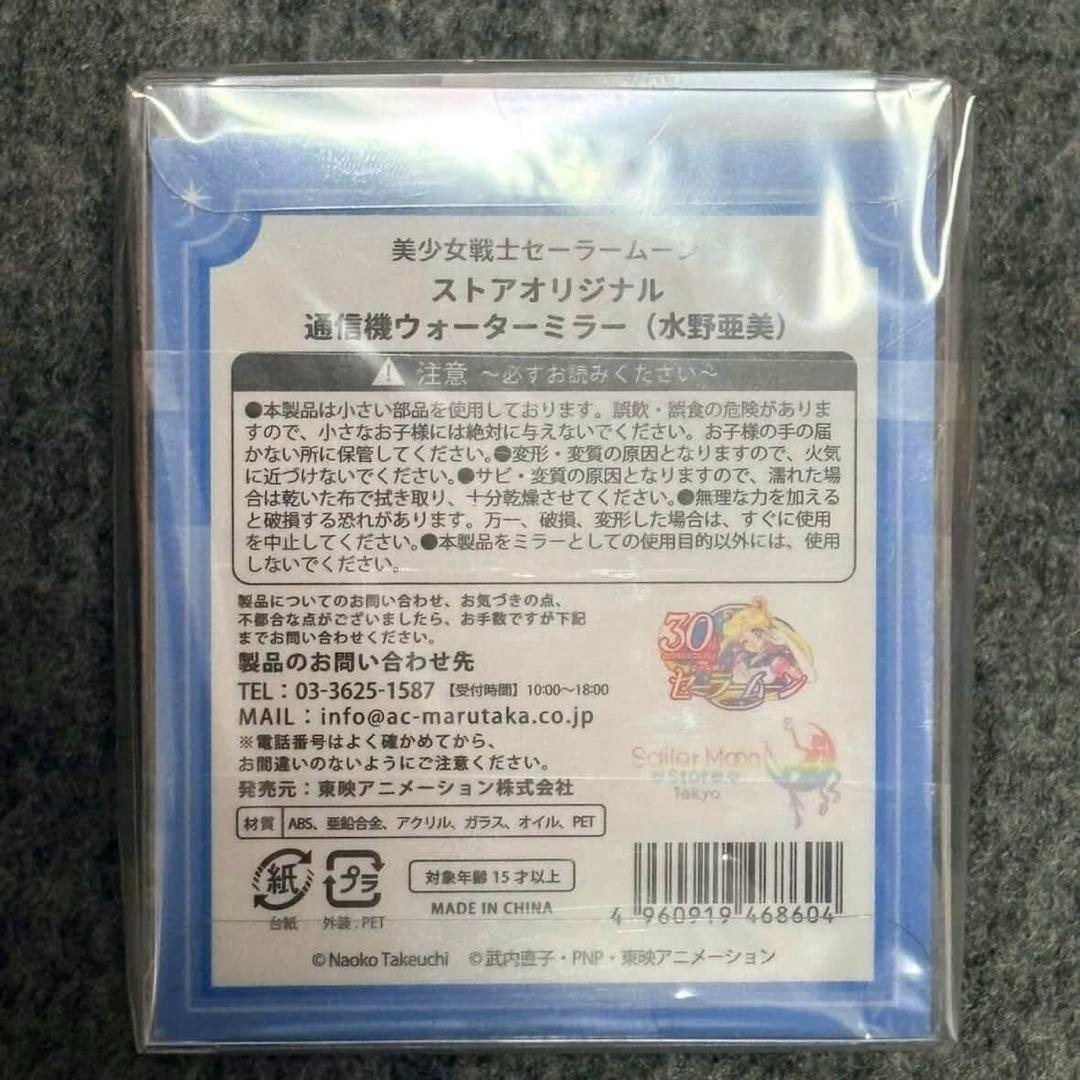 美少女戦士セーラームーン
ストアオリジナル
通信機ウォーターミラー（水野亜美）
注意 ～必ずお読みください～
●本製品は小さい部品を使用しております。誤飲・誤食の危険がありま
すので、小さなお子様には絶対に与えないでください。お子様の手の届
かない所に保管してください。●変形・変質の原因となりますので、火気
に近づけないでください。●サビ・変質の原因となりますので、濡れた場
合は乾いた布で拭き取り、十分乾燥させてください。●無理な力を加える
と破損する恐れがあります。万一、破損、変形した場合は、すぐに使用
を中止してください。●本製品をミラーとしての使用目的以外には、使用
しないでください。
製品についてのお問い合わせ、お気づきの点、
不都合な点がございましたら、お手数ですが下記
までお問い合わせください。
製品のお問い合わせ先
TEL：03-3625-1587【受付時間】10:00～18:00
MAIL：info@ac-marutaka.co.jp
※電話番号はよく確かめてから、
お間違いのないようにご注意ください。
発売元：東映アニメーション株式会社
材質 ABS、亜鉛合金、アクリル、ガラス、オイル、PET
30th
セーラームーン
Sailor Moon
Store
Tokyo
紙
台紙
プラ
外装：PET
対象年齢15才以上
MADE IN CHINA
4 960919 468604
©Naoko Takeuchi ©武内直子・PNP・東映アニメーション